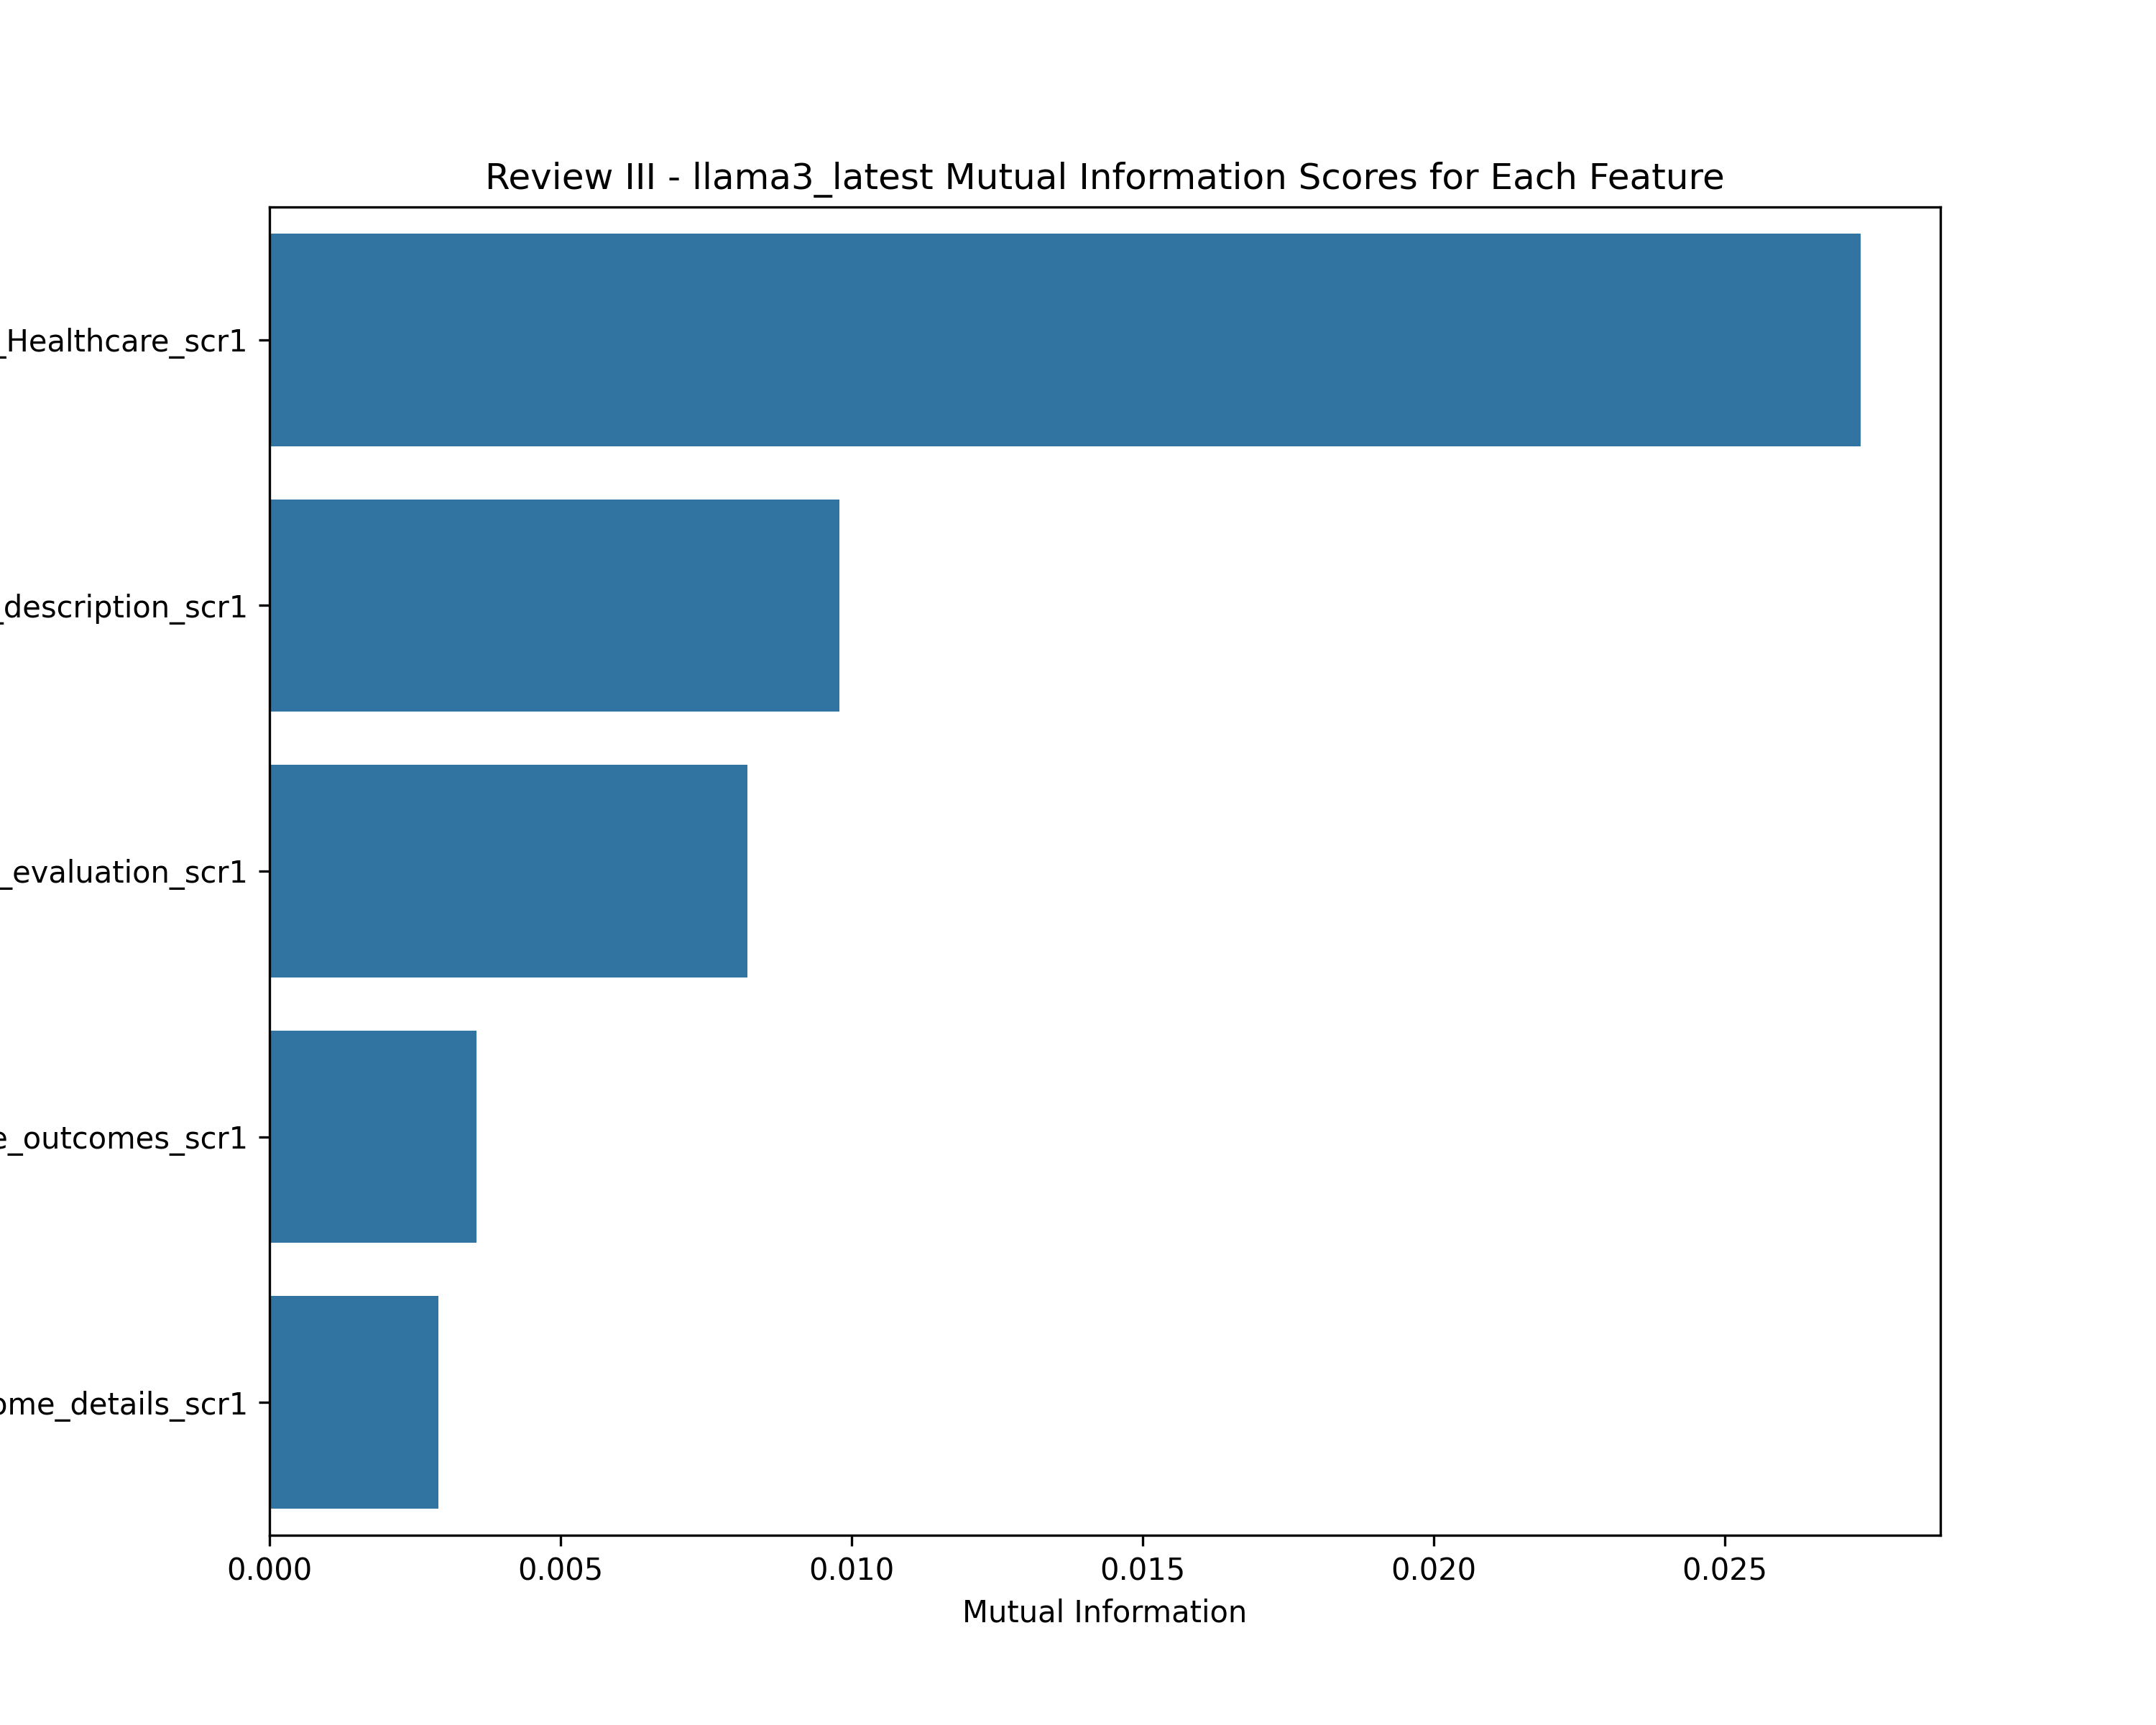 Review III - llama3_latest Mutual Information Scores for Each Feature
_Healthcare_scr1
_description_scr1
_evaluation_scr1
e_outcomes_scr1
ome_details_scr1
0.000 0.005 0.010 0.015 0.020 0.025
Mutual Information